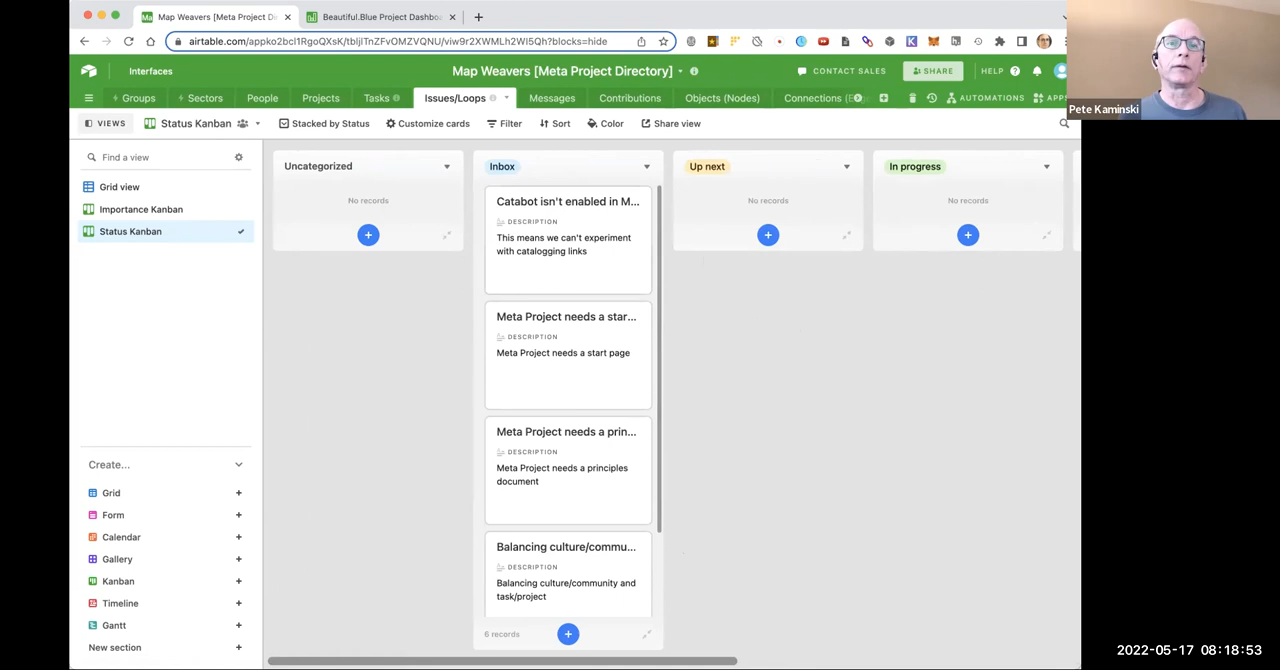 Map Weavers [Meta Project Di
Beautiful.Blue Project Dashbo
airtable.com/appko2bcl1RgoQXsK/tbljlTnZFvOMZVQNU/viw9r2XWMLh2WI5Qh?blocks=hide
Interfaces
Map Weavers [Meta Project Directory]
CONTACT SALES
SHARE
HELP
Groups
Sectors
People
Projects
Tasks
Issues/Loops
Messages
Contributions
Objects (Nodes)
Connections (E
AUTOMATIONS
APP
Pete Kaminski
VIEWS
Status Kanban
Stacked by Status
Customize cards
Filter
Sort
Color
Share view
Find a view
Grid view
Importance Kanban
Status Kanban
Create...
Grid
Form
Calendar
Gallery
Kanban
Timeline
Gantt
New section
Uncategorized
No records
Inbox
Catabot isn't enabled in M...
DESCRIPTION
This means we can't experiment
with catalogging links
Meta Project needs a star...
DESCRIPTION
Meta Project needs a start page
Meta Project needs a prin...
DESCRIPTION
Meta Project needs a principles
document
Balancing culture/commu...
DESCRIPTION
Balancing culture/community and
task/project
6 records
Up next
No records
In progress
No records
2022-05-17 08:18:53